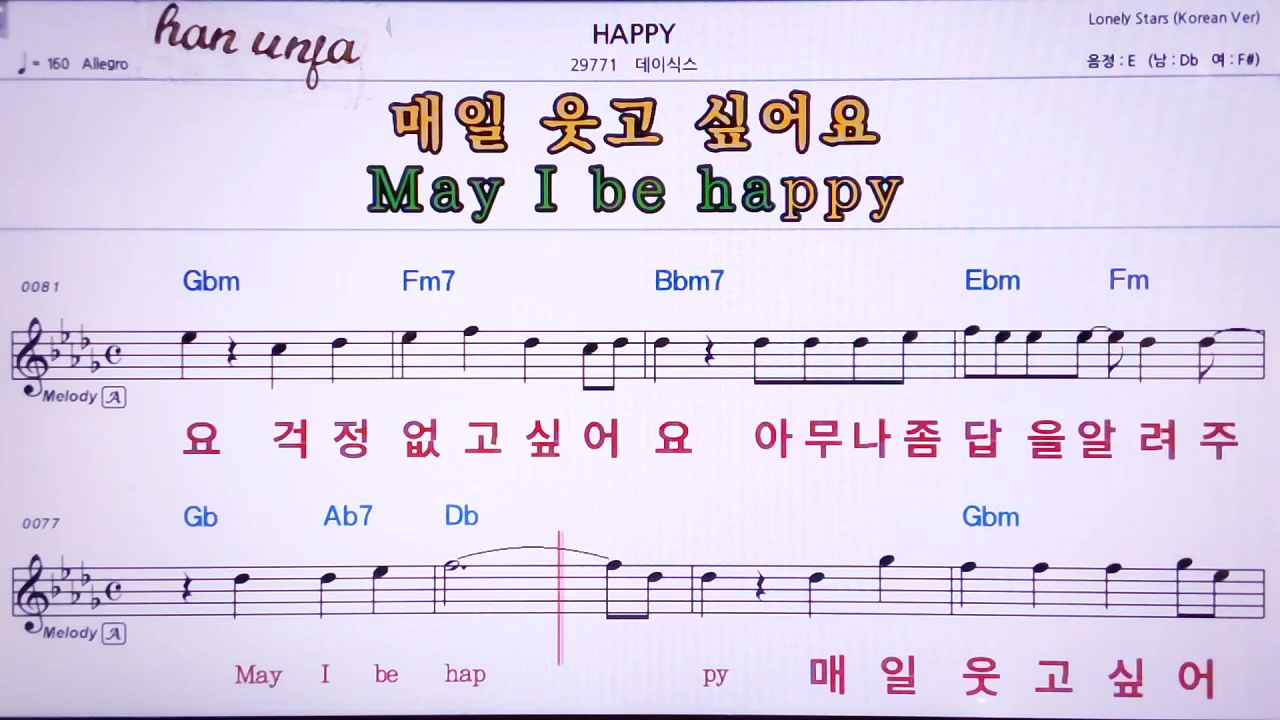 han unja
HAPPY
Lonely Stars (Korean Ver)
♩= 160 Allegro
29771 데이식스
음정 : E (남 : Db 여 : F#)
매일 웃고 싶어요
May I be happy
0081 Gbm Fm7 Bbm7 Ebm Fm
Melody A
요 걱 정 없 고 싶 어 요 아 무 나 좀 답 을 알 려 주
0077 Gb Ab7 Db Gbm
Melody A
May I be hap py 매 일 웃 고 싶 어